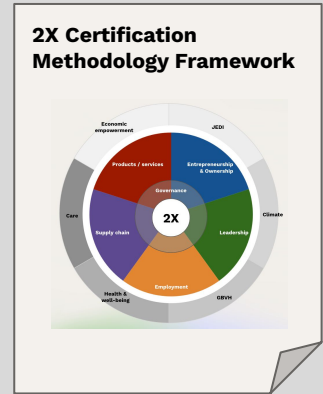 2X Certification
Methodology Framework
Economic
empowerment
JEDI
Products / services
Entrepreneurship
& Ownership
Governance
2X
Care
Climate
Supply chain
Leadership
Employment
Health &
well-being
GBVH